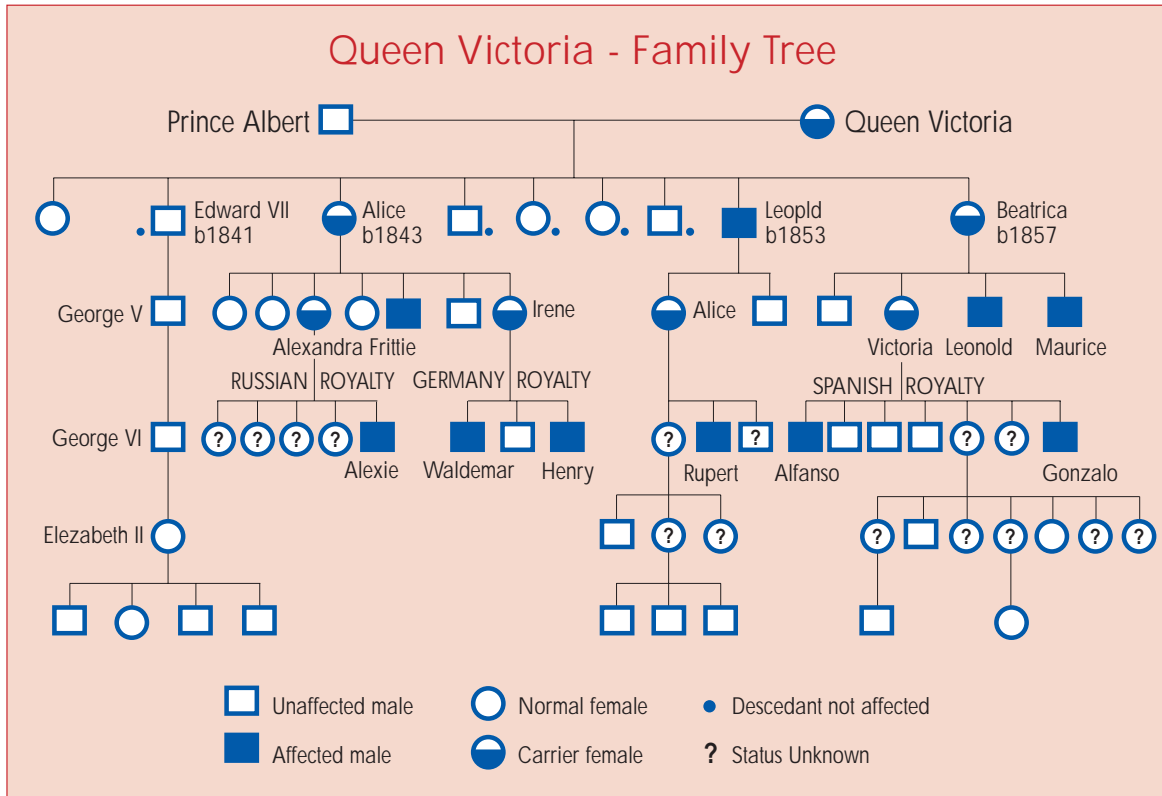 Queen Victoria - Family Tree
Prince Albert
Queen Victoria
Edward VII
b1841
Alice
b1843
Leopld
b1853
Beatrica
b1857
George V
Irene
Alice
Alexandra Frittie
Victoria
Leonold
Maurice
RUSSIAN ROYALTY
GERMANY ROYALTY
SPANISH ROYALTY
George VI
? ? ? ? ? ? ? ?
Alexie
Waldemar
Henry
Rupert
Alfanso
Gonzalo
Elezabeth II
? ? ? ? ? ? ?
Unaffected male
Normal female
Descedant not affected
Affected male
Carrier female
? Status Unknown